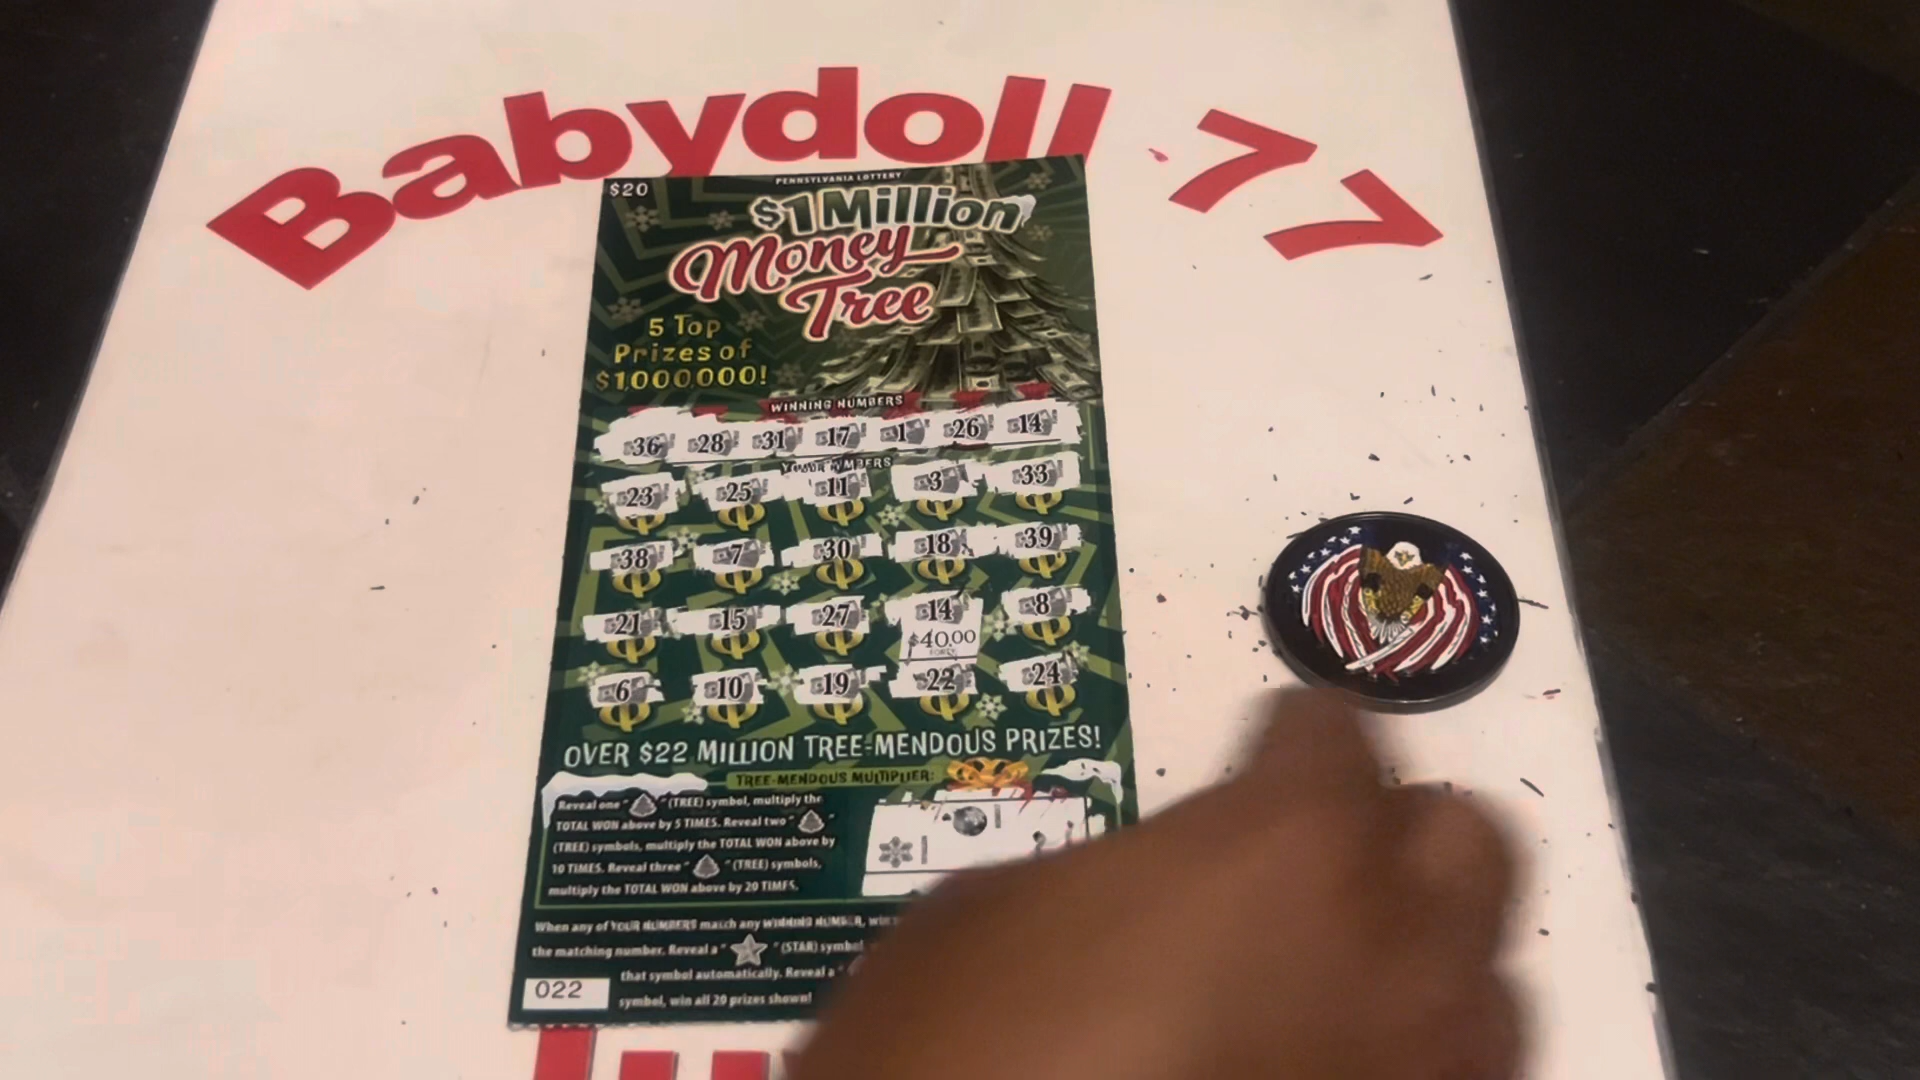 Babydoll 77
$20
PENNSYLVANIA LOTTERY
$1 Million
Money
Tree
5 Top
Prizes of
$1,000,000!
WINNING NUMBERS
36 28 31 17 1 26 14
YOUR NUMBERS
23 25 11 3 33
38 7 30 18 39
21 15 27 14 8
$40.00
FORTY
6 10 19 22 24
OVER $22 MILLION TREE-MENDOUS PRIZES!
TREE-MENDOUS MULTIPLIER:
Reveal one " " (TREE) symbol, multiply the
TOTAL WON above by 5 TIMES. Reveal two " "
(TREE) symbols, multiply the TOTAL WON above by
10 TIMES. Reveal three " " (TREE) symbols,
multiply the TOTAL WON above by 20 TIMES.
When any of YOUR NUMBERS match any WINNING NUMBER, win
the matching number. Reveal a " " (STAR) symbol
that symbol automatically. Reveal a "
symbol, win all 20 prizes shown!
022